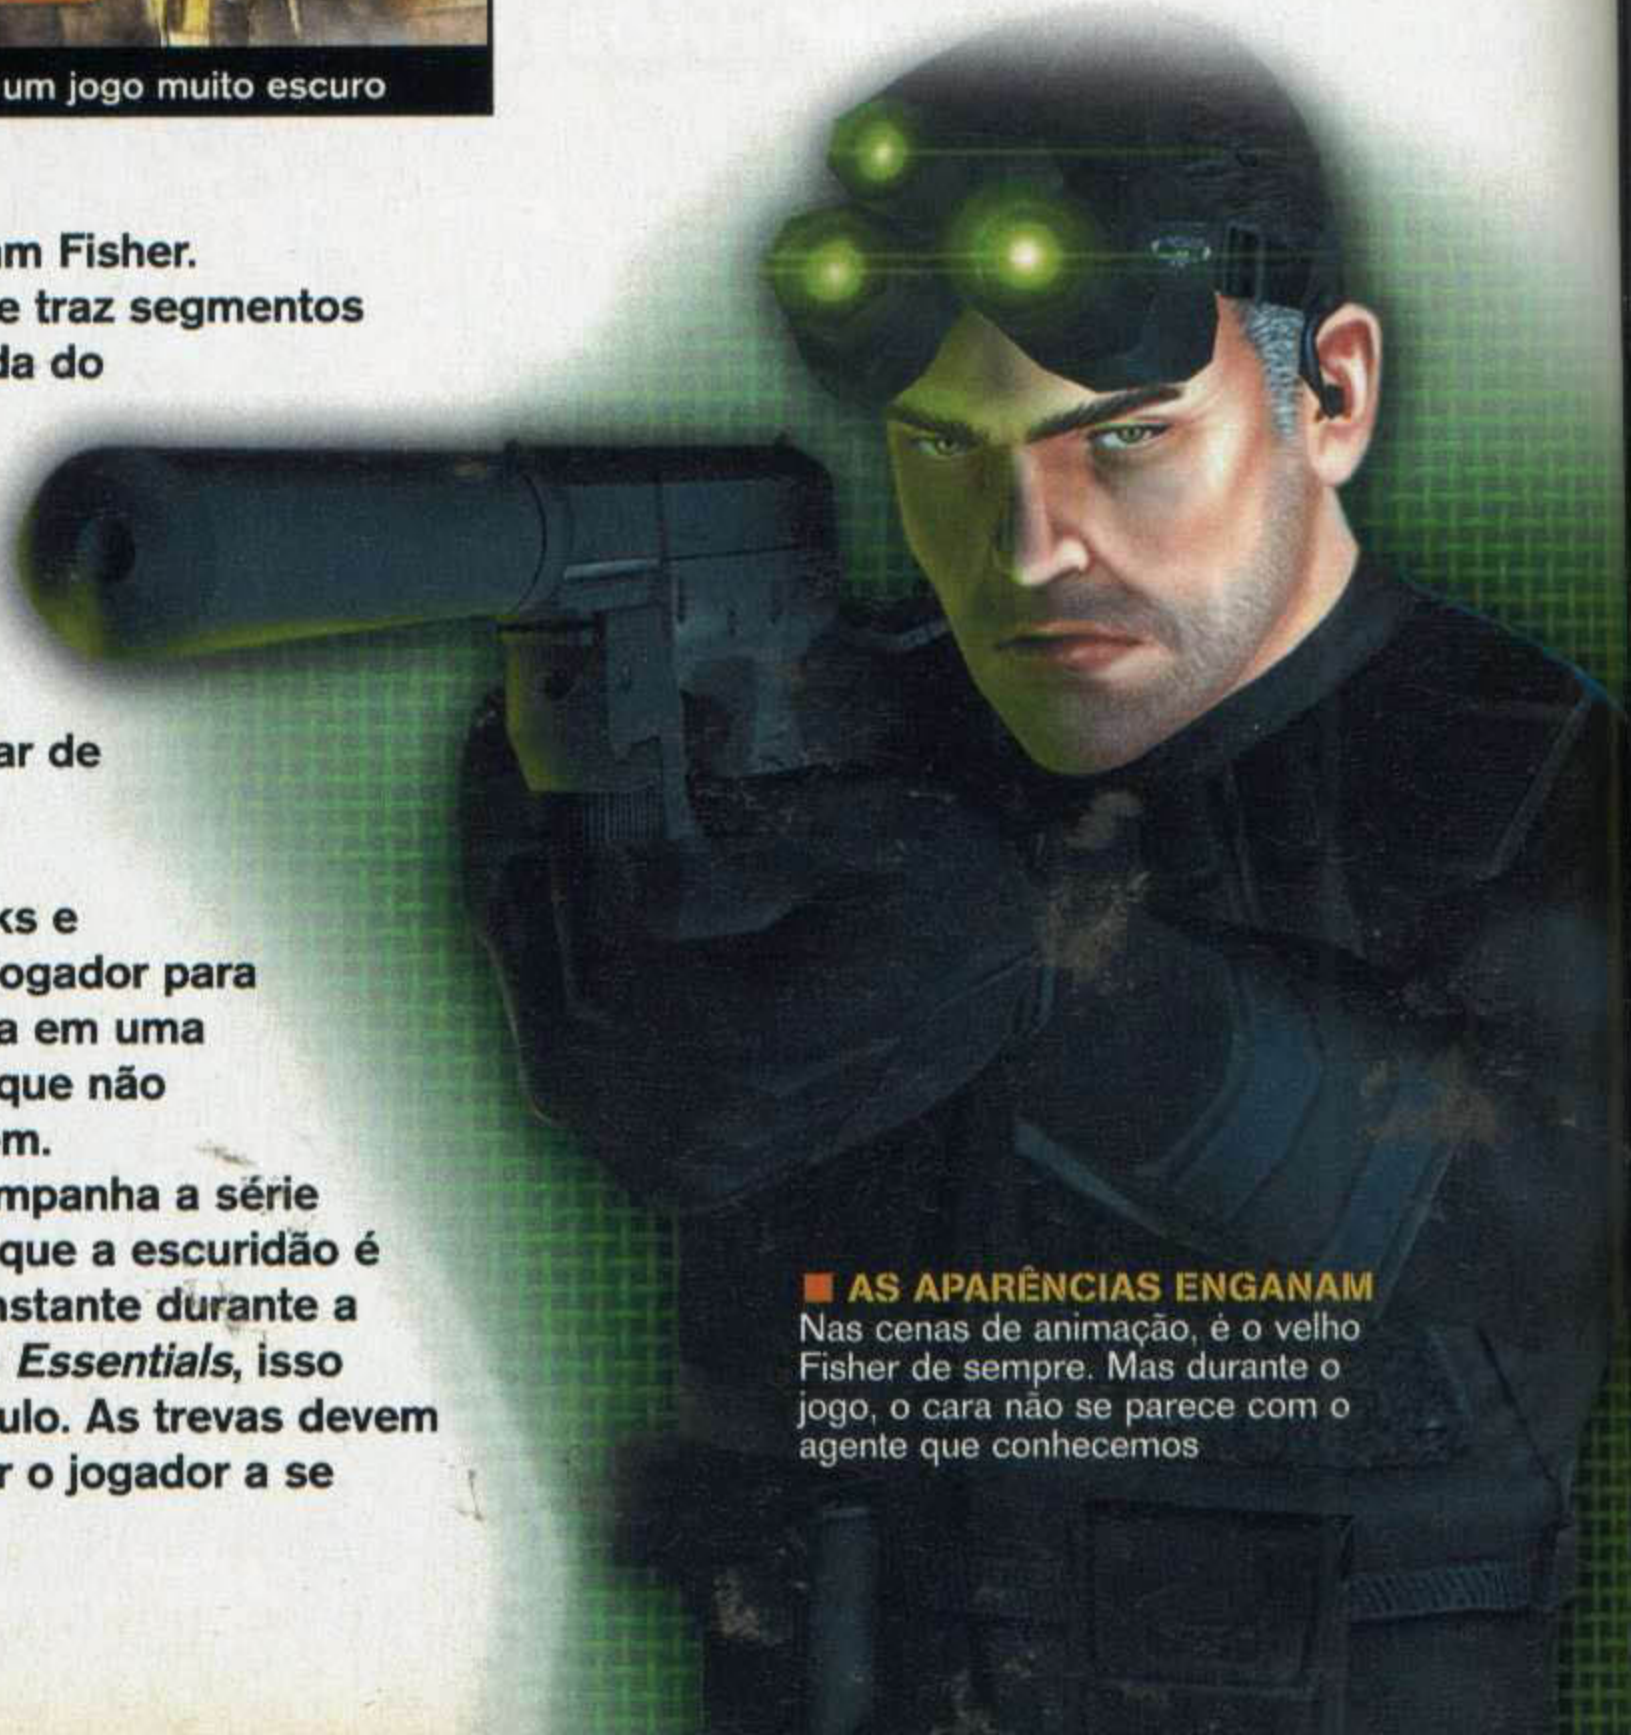 um jogo muito escuro
am Fisher.
e traz segmentos
da do
ar de
ks e
ogador para
a em uma
que não
m.
mpanha a série
que a escuridão é
nstante durante a
Essentials, isso
ulo. As trevas devem
r o jogador a se
AS APARÊNCIAS ENGANAM
Nas cenas de animação, é o velho
Fisher de sempre. Mas durante o
jogo, o cara não se parece com o
agente que conhecemos